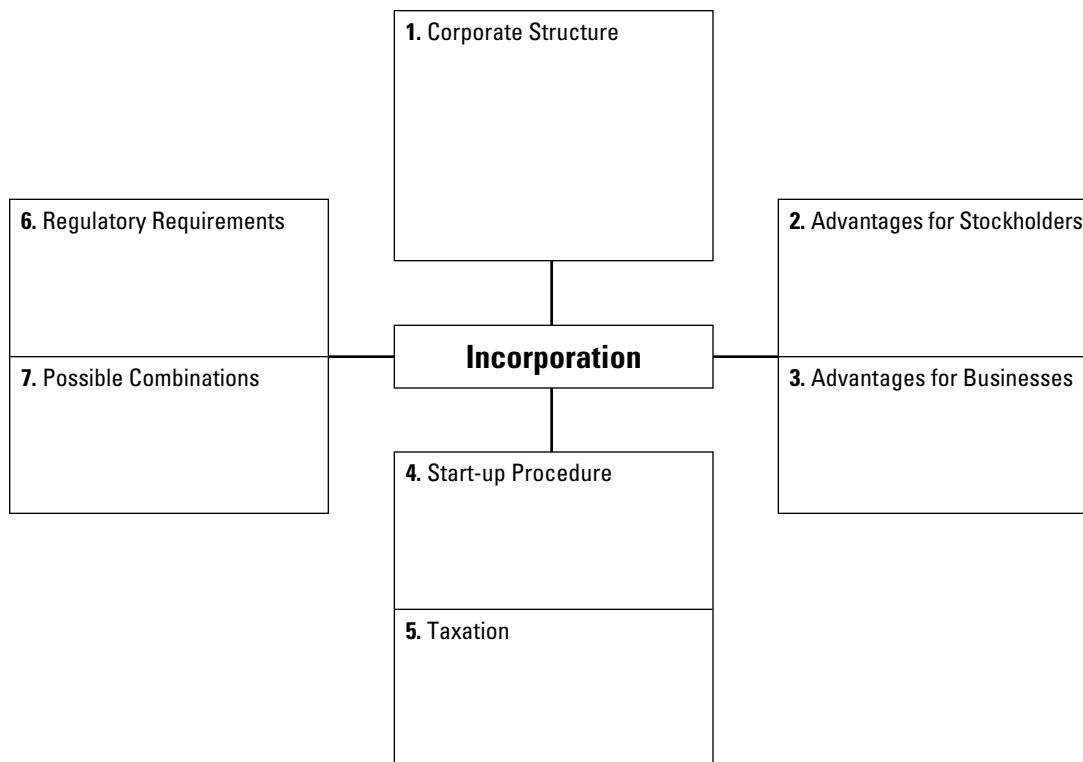 1. Corporate Structure
6. Regulatory Requirements
2. Advantages for Stockholders
Incorporation
7. Possible Combinations
3. Advantages for Businesses
4. Start-up Procedure
5. Taxation